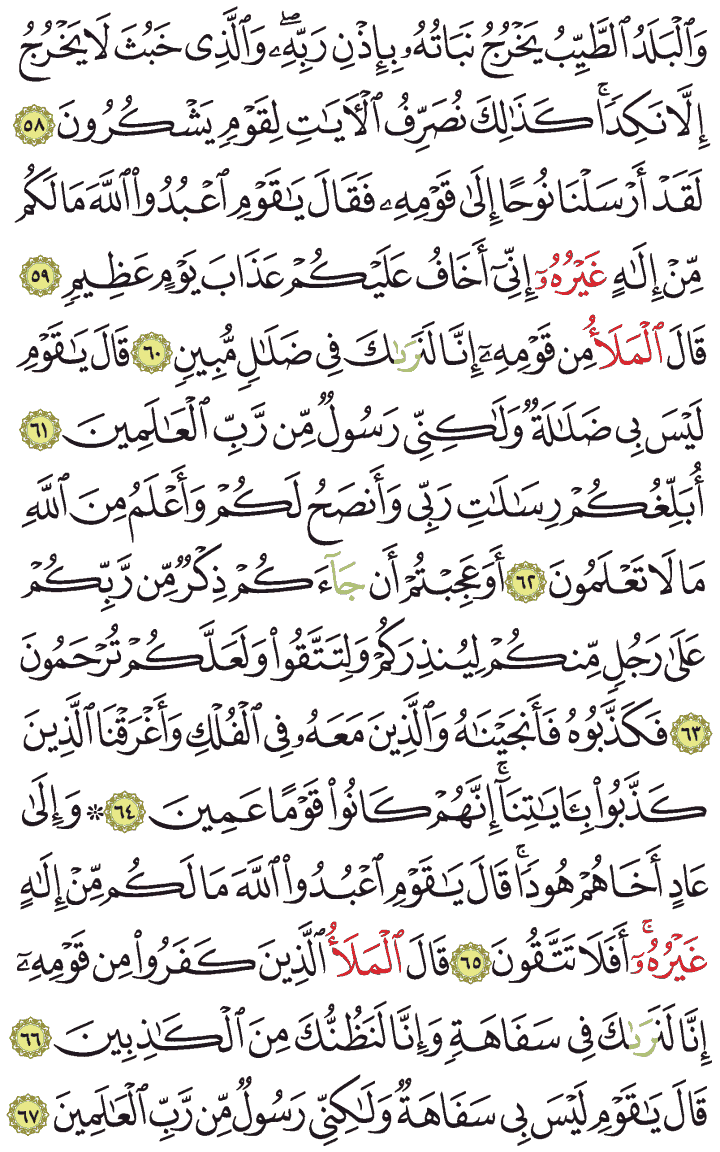 وَٱلۡبَلَدُ ٱلطَّيِّبُ يَخۡرُجُ نَبَاتُهُۥ بِإِذۡنِ رَبِّهِۦۖ وَٱلَّذِى خَبُثَ لَا يَخۡرُجُ
إِلَّا نَكِدٗاۚ كَذَٰلِكَ نُصَرِّفُ ٱلۡأٓيَٰتِ لِقَوۡمٖ يَشۡكُرُونَ ٥٨
لَقَدۡ أَرۡسَلۡنَا نُوحًا إِلَىٰ قَوۡمِهِۦ فَقَالَ يَٰقَوۡمِ ٱعۡبُدُواْ ٱللَّهَ مَا لَكُم
مِّنۡ إِلَٰهٍ غَيۡرُهُۥٓ إِنِّىٓ أَخَافُ عَلَيۡكُمۡ عَذَابَ يَوۡمٍ عَظِيمٖ ٥٩
قَالَ ٱلۡمَلَأُ مِن قَوۡمِهِۦٓ إِنَّا لَنَرَىٰكَ فِى ضَلَٰلٖ مُّبِينٖ ٦٠ قَالَ يَٰقَوۡمِ
لَيۡسَ بِى ضَلَٰلَةٞ وَلَٰكِنِّى رَسُولٞ مِّن رَّبِّ ٱلۡعَٰلَمِينَ ٦١
أُبَلِّغُكُمۡ رِسَٰلَٰتِ رَبِّى وَأَنصَحُ لَكُمۡ وَأَعۡلَمُ مِنَ ٱللَّهِ
مَا لَا تَعۡلَمُونَ ٦٢ أَوَعَجِبۡتُمۡ أَن جَآءَكُمۡ ذِكۡرٞ مِّن رَّبِّكُمۡ
عَلَىٰ رَجُلٖ مِّنكُمۡ لِيُنذِرَكُمۡ وَلِتَتَّقُواْ وَلَعَلَّكُمۡ تُرۡحَمُونَ
٦٣ فَكَذَّبُوهُ فَأَنجَيۡنَٰهُ وَٱلَّذِينَ مَعَهُۥ فِى ٱلۡفُلۡكِ وَأَغۡرَقۡنَا ٱلَّذِينَ
كَذَّبُواْ بِـَٔايَٰتِنَآۚ إِنَّهُمۡ كَانُواْ قَوۡمًا عَمِينَ ٦٤ * وَإِلَىٰ
عَادٍ أَخَاهُمۡ هُودٗاۚ قَالَ يَٰقَوۡمِ ٱعۡبُدُواْ ٱللَّهَ مَا لَكُم مِّنۡ إِلَٰهٍ
غَيۡرُهُۥٓۚ أَفَلَا تَتَّقُونَ ٦٥ قَالَ ٱلۡمَلَأُ ٱلَّذِينَ كَفَرُواْ مِن قَوۡمِهِۦٓ
إِنَّا لَنَرَىٰكَ فِى سَفَاهَةٖ وَإِنَّا لَنَظُنُّكَ مِنَ ٱلۡكَٰذِبِينَ ٦٦
قَالَ يَٰقَوۡمِ لَيۡسَ بِى سَفَاهَةٞ وَلَٰكِنِّى رَسُولٞ مِّن رَّبِّ ٱلۡعَٰلَمِينَ ٦٧